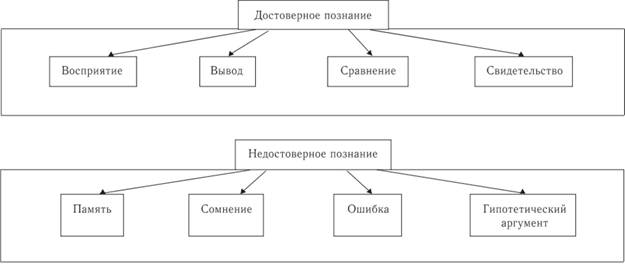 Достоверное познание
Восприятие
Вывод
Сравнение
Свидетельство
Недостоверное познание
Память
Сомнение
Ошибка
Гипотетический
аргумент